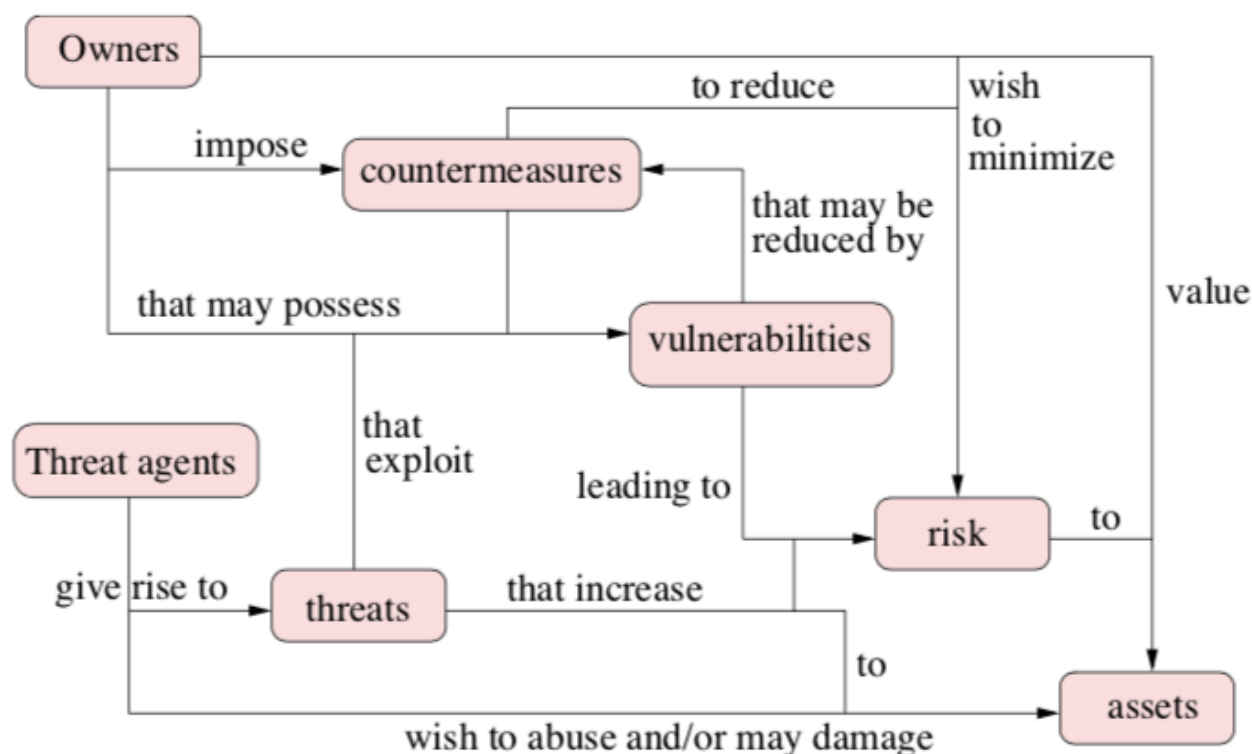 Owners
to reduce
wish
to
minimize
impose
countermeasures
that may be
reduced by
value
that may possess
vulnerabilities
that
exploit
Threat agents
leading to
risk
to
give rise to
threats
that increase
to
assets
wish to abuse and/or may damage